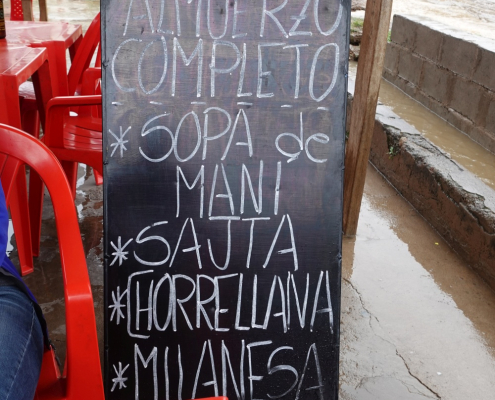 ALMUERZO
COMPLETO
* SOPA de
MANI
* SAJTA
* CHORRELLANA
* MILANESA